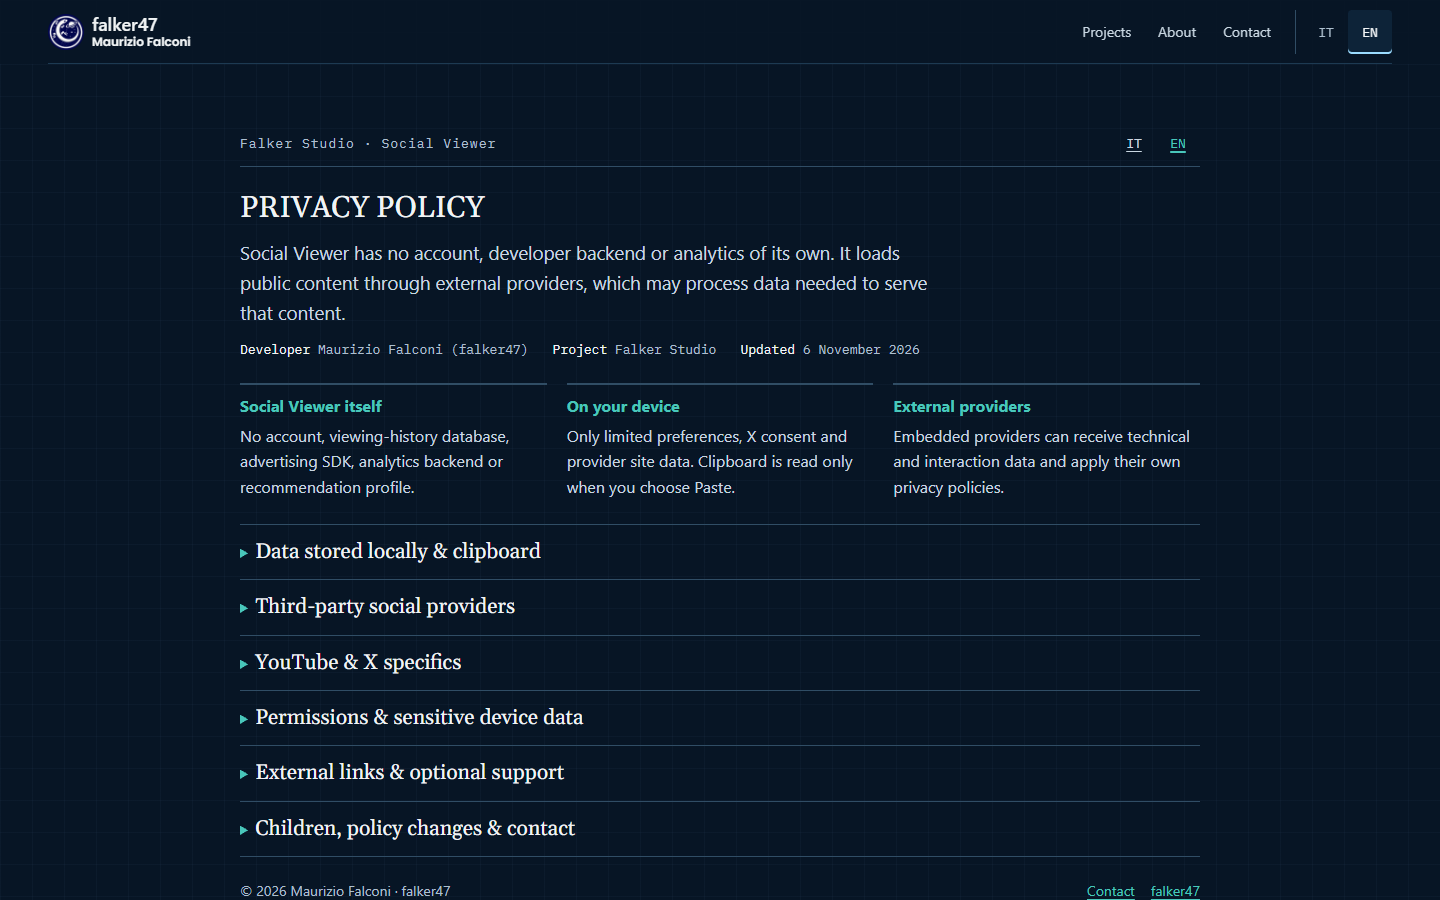 falker47
Maurizio Falconi
Projects
About
Contact
IT
EN
Falker Studio · Social Viewer
IT
EN
PRIVACY POLICY
Social Viewer has no account, developer backend or analytics of its own. It loads
public content through external providers, which may process data needed to serve
that content.
Developer Maurizio Falconi (falker47)
Project Falker Studio
Updated 6 November 2026
Social Viewer itself
No account, viewing-history database,
advertising SDK, analytics backend or
recommendation profile.
On your device
Only limited preferences, X consent and
provider site data. Clipboard is read only
when you choose Paste.
External providers
Embedded providers can receive technical
and interaction data and apply their own
privacy policies.
Data stored locally & clipboard
Third-party social providers
YouTube & X specifics
Permissions & sensitive device data
External links & optional support
Children, policy changes & contact
© 2026 Maurizio Falconi · falker47
Contact
falker47